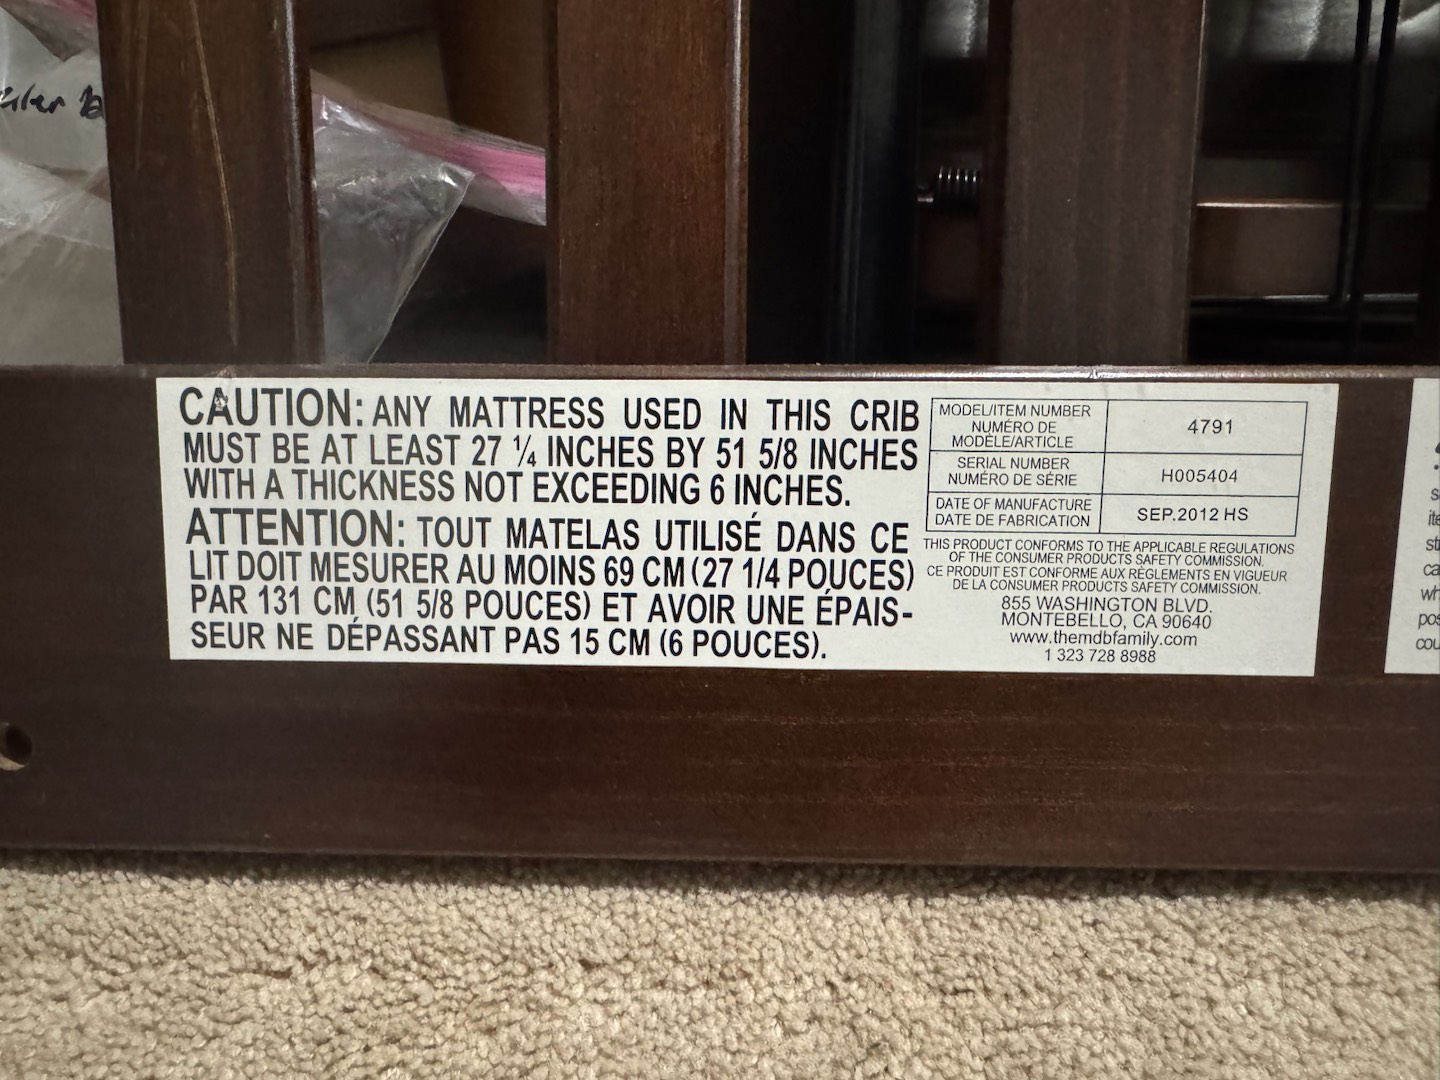 CAUTION: ANY MATTRESS USED IN THIS CRIB
MUST BE AT LEAST 27 ¼ INCHES BY 51 5/8 INCHES
WITH A THICKNESS NOT EXCEEDING 6 INCHES.
ATTENTION: TOUT MATELAS UTILISÉ DANS CE
LIT DOIT MESURER AU MOINS 69 CM (27 1/4 POUCES)
PAR 131 CM (51 5/8 POUCES) ET AVOIR UNE ÉPAIS-
SEUR NE DÉPASSANT PAS 15 CM (6 POUCES).
MODEL/ITEM NUMBER
NUMÉRO DE
MODÈLE/ARTICLE
4791
SERIAL NUMBER
NUMÉRO DE SÉRIE
H005404
DATE OF MANUFACTURE
DATE DE FABRICATION
SEP.2012 HS
THIS PRODUCT CONFORMS TO THE APPLICABLE REGULATIONS
OF THE CONSUMER PRODUCTS SAFETY COMMISSION.
CE PRODUIT EST CONFORME AUX RÈGLEMENTS EN VIGUEUR
DE LA CONSUMER PRODUCTS SAFETY COMMISSION.
855 WASHINGTON BLVD.
MONTEBELLO, CA 90640
www.themdbfamily.com
1 323 728 8988